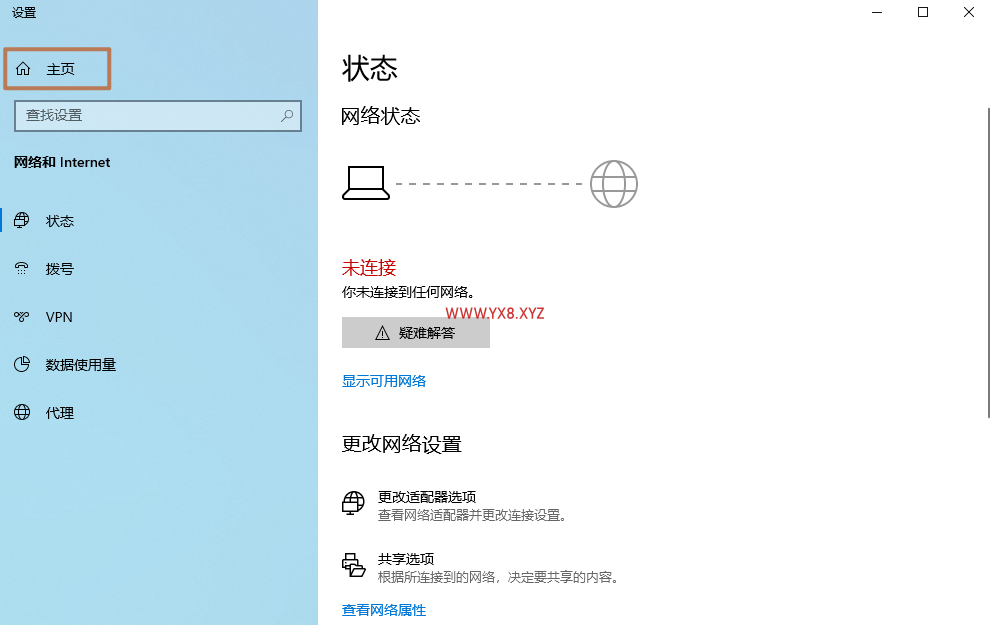 设置
主页
查找设置
网络和 Internet
状态
拨号
VPN
数据使用量
代理
状态
网络状态
未连接
你未连接到任何网络。
WWW.YX8.XYZ
疑难解答
显示可用网络
更改网络设置
更改适配器选项
查看网络适配器并更改连接设置。
共享选项
根据所连接到的网络，决定要共享的内容。
查看网络属性